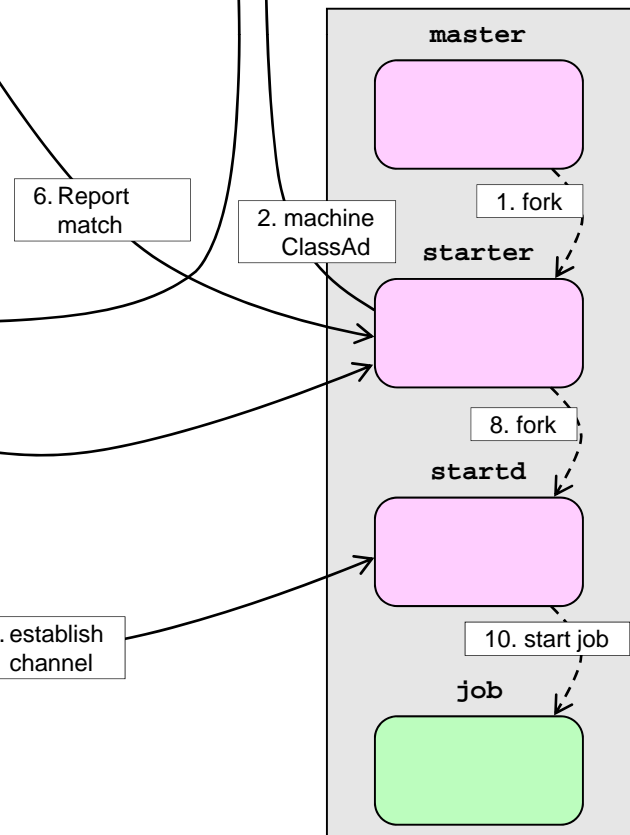 master
1. fork
6. Report
match
2. machine
ClassAd
starter
8. fork
startd
. establish
channel
10. start job
job